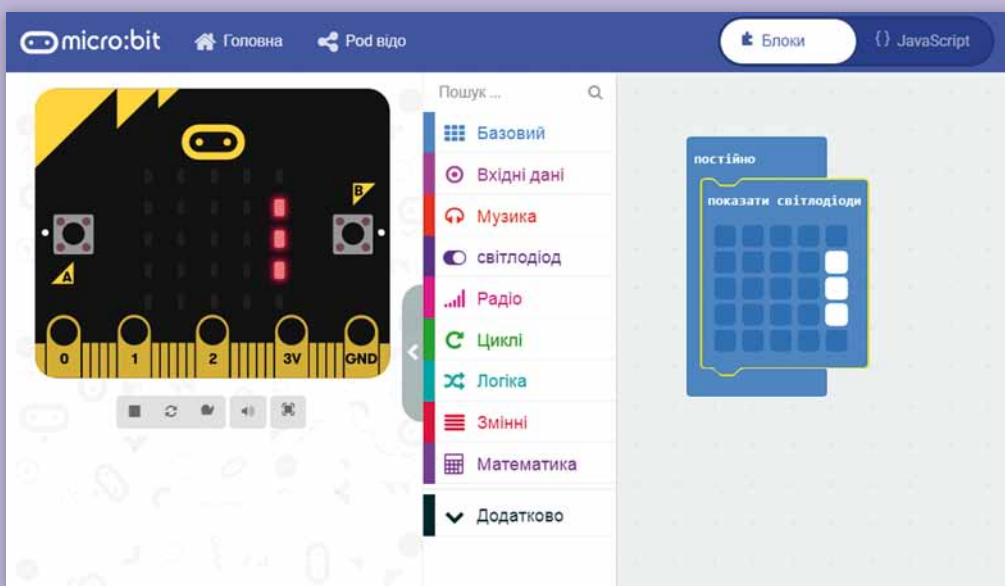 micro:bit Головна Pod відо Блоки {} JavaScript
Пошук ...
Базовий
Вхідні дані
Музика
світлодіод
Радіо
Циклі
Логіка
Змінні
Математика
Додатково
B
A
0 1 2 3V GND
постійно
показати світлодіоди